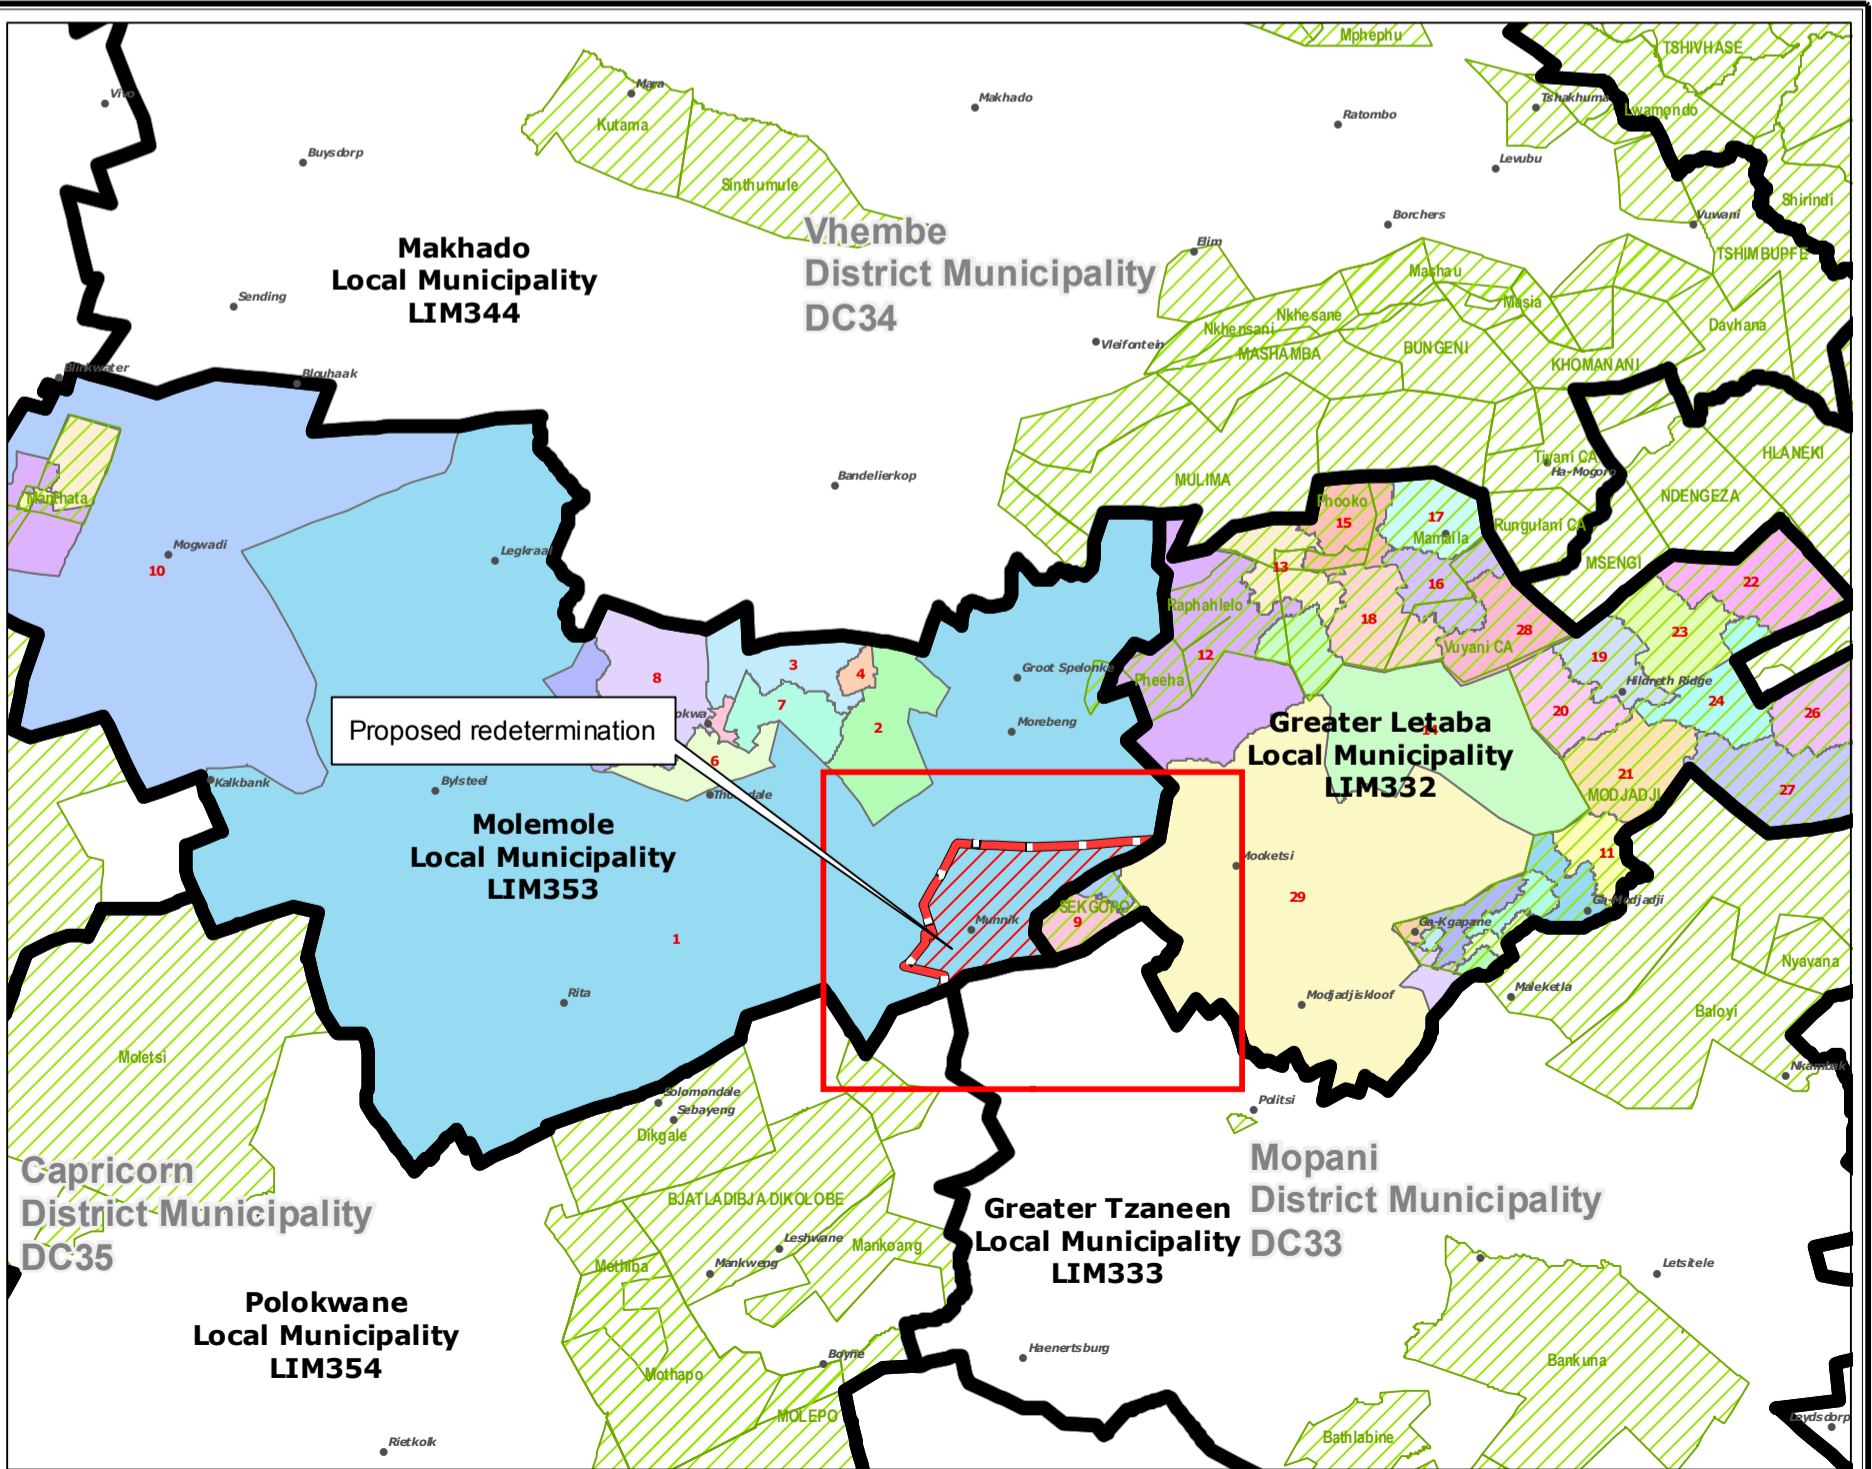 Mphephu
TSHIVHASE
Vivo
Mara
Makhado
Tshakhuma
Lwamondo
Kutama
Ratombo
Buysdorp
Levubu
Sinthumule
Shirindi
Borchers
Vuwani
Vhembe
District Municipality
DC34
Makhado
Local Municipality
LIM344
Elim
TSHIMBUPFE
Mashau
Sending
Masia
Nkhesane
Nkhensani
Davhana
Vleifontein
MASHAMBA
BUNGENI
KHOMANANI
Blinkwater
Blouhaak
HLANEKI
Tiyani CA
Ha-Mogoro
Bandelierkop
MULIMA
NDENGEZA
Manthata
Phooko
15
17
Mamaila
Rungulani CA
Mogwadi
Legkraal
10
MSENGI
13
16
22
Raphahlelo
18
28
23
Vuyani CA
12
19
3
Groot Spelonke
4
8
Pheeha
Hildreth Ridge
7
24
20
26
Morebeng
2
Greater Letaba
Local Municipality
LIM332
14
Proposed redetermination
6
21
Kalkbank
Bylsteel
MODJADJI
27
Molemole
Local Municipality
LIM353
Mooketsi
11
29
SEKGOPO
9
Munnik
Ga-Modjadji
Ga-Kgapane
1
Nyavana
Rita
Modjadjiskloof
Maleketla
Baloyi
Moletsi
Nkambak
Solomondale
Sebayeng
Politsi
Dikgale
Capricorn
District Municipality
DC35
Mopani
District Municipality
DC33
BJATLADIBJA DIKOLOBE
Greater Tzaneen
Local Municipality
LIM333
Leshwane
Mankoang
Mothiba
Mankweng
Letsitele
Polokwane
Local Municipality
LIM354
Haenertsburg
Boyne
Bankuna
Mothapo
MOLEPO
Leydsdorp
Bathlabine
Rietkolk